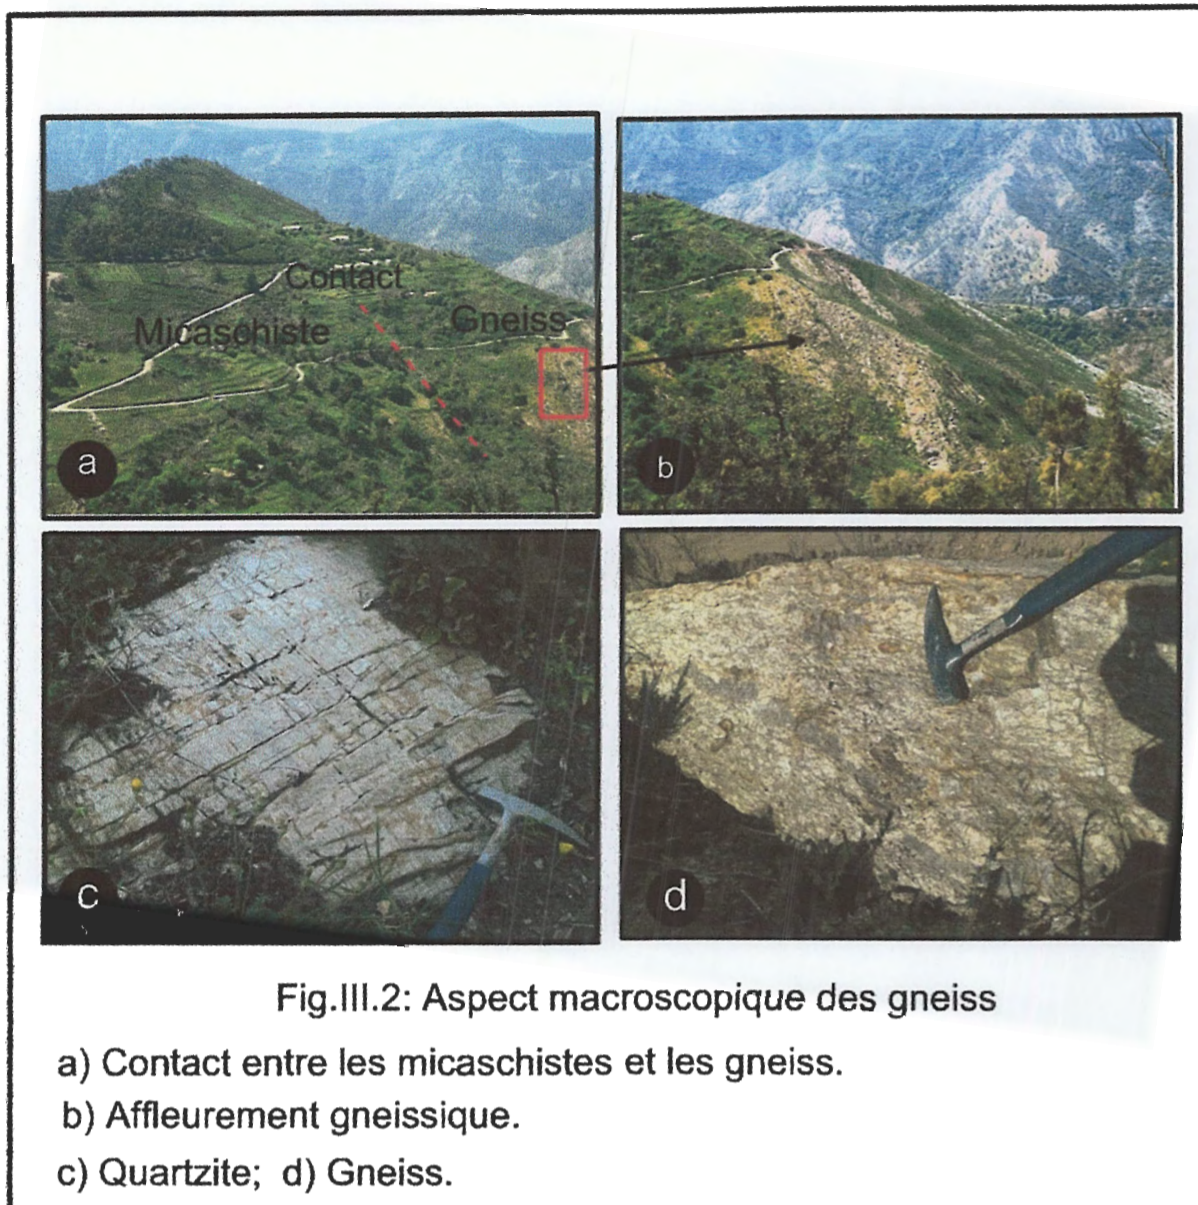 Contact
Micaschiste
Gneiss
a
b
c
d
Fig.III.2: Aspect macroscopique des gneiss
a) Contact entre les micaschistes et les gneiss.
b) Affleurement gneissique.
c) Quartzite; d) Gneiss.